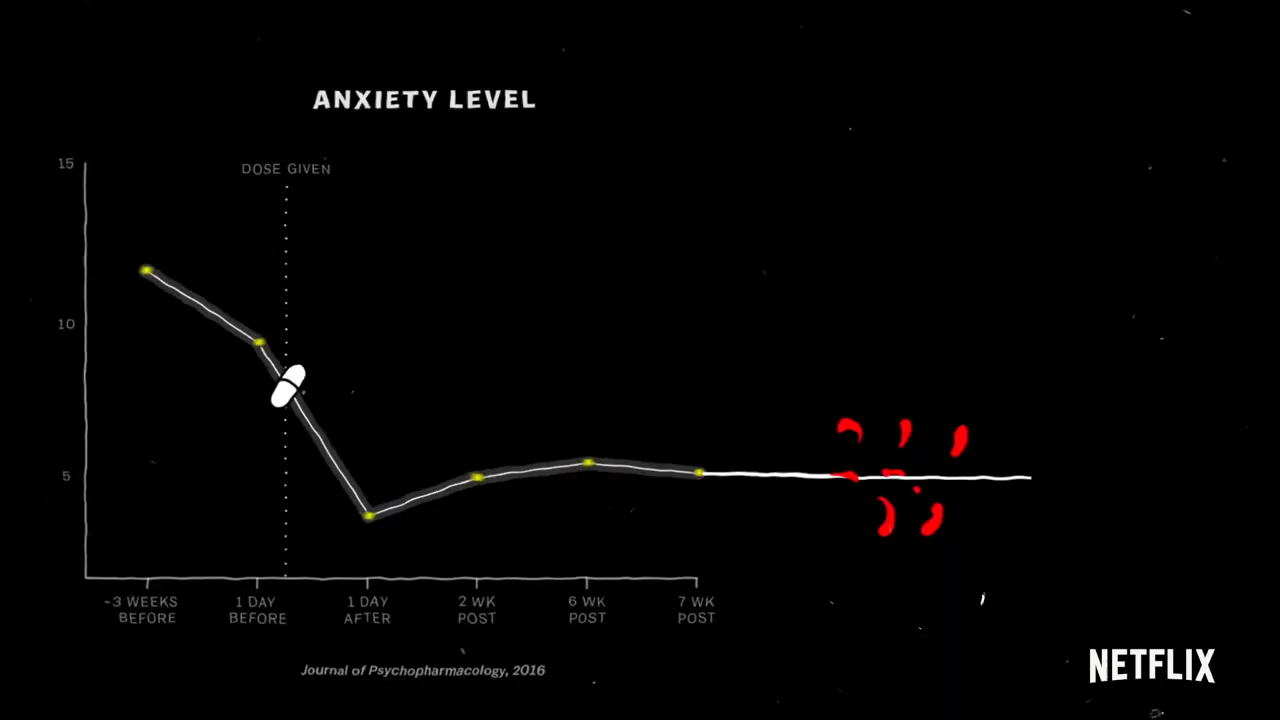 ANXIETY LEVEL
15
DOSE GIVEN
10
5
~3 WEEKS
BEFORE
1 DAY
BEFORE
1 DAY
AFTER
2 WK
POST
6 WK
POST
7 WK
POST
Journal of Psychopharmacology, 2016
NETFLIX